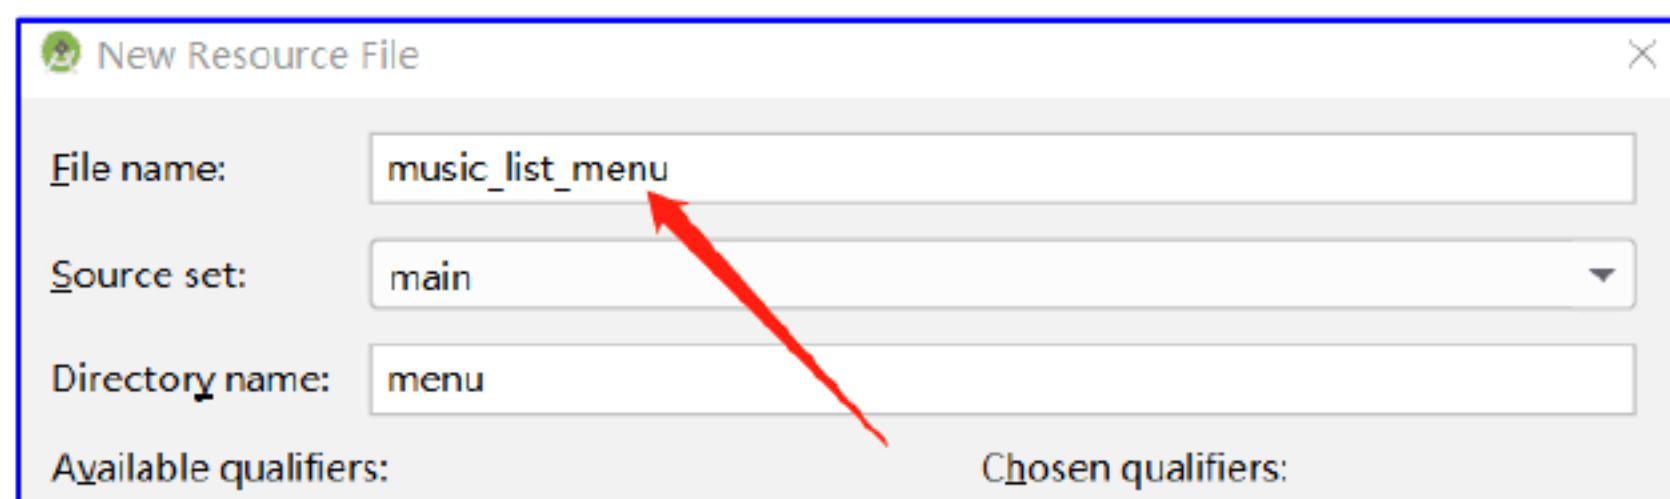 New Resource File
File name: music_list_menu
Source set: main
Directory name: menu
Available qualifiers: Chosen qualifiers: